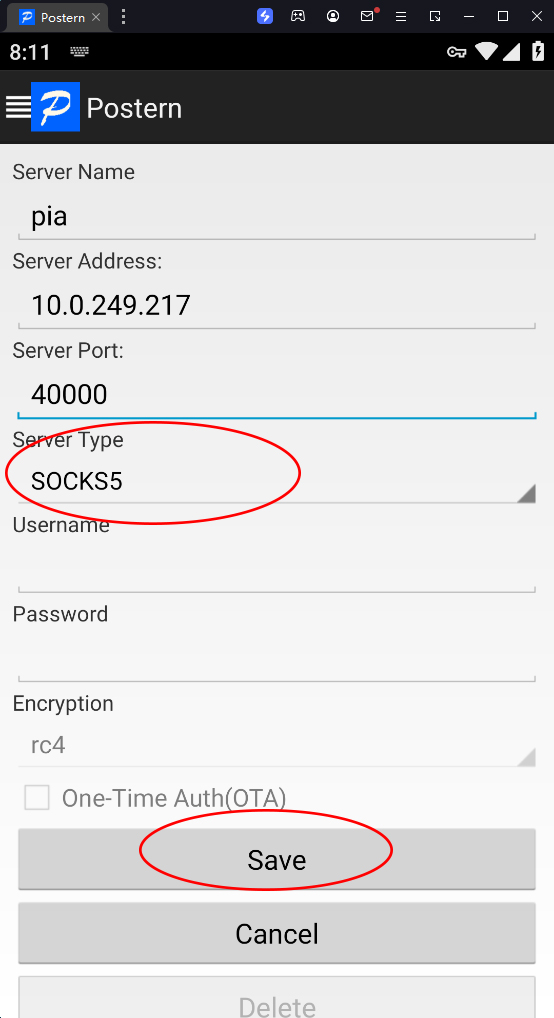 Postern
8:11
Postern
Server Name
pia
Server Address:
10.0.249.217
Server Port:
40000
Server Type
SOCKS5
Username
Password
Encryption
rc4
One-Time Auth(OTA)
Save
Cancel
Delete